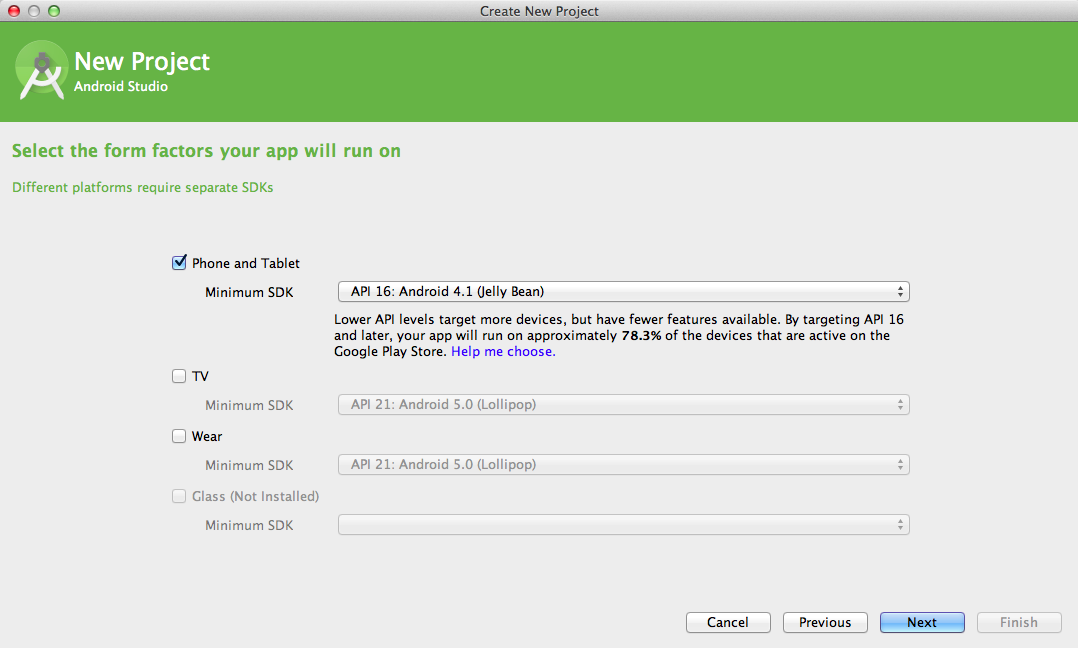 Create New Project
New Project
Android Studio
Select the form factors your app will run on
Different platforms require separate SDKs
Phone and Tablet
Minimum SDK API 16: Android 4.1 (Jelly Bean)
Lower API levels target more devices, but have fewer features available. By targeting API 16
and later, your app will run on approximately 78.3% of the devices that are active on the
Google Play Store. Help me choose.
TV
Minimum SDK API 21: Android 5.0 (Lollipop)
Wear
Minimum SDK API 21: Android 5.0 (Lollipop)
Glass (Not Installed)
Minimum SDK
Cancel Previous Next Finish